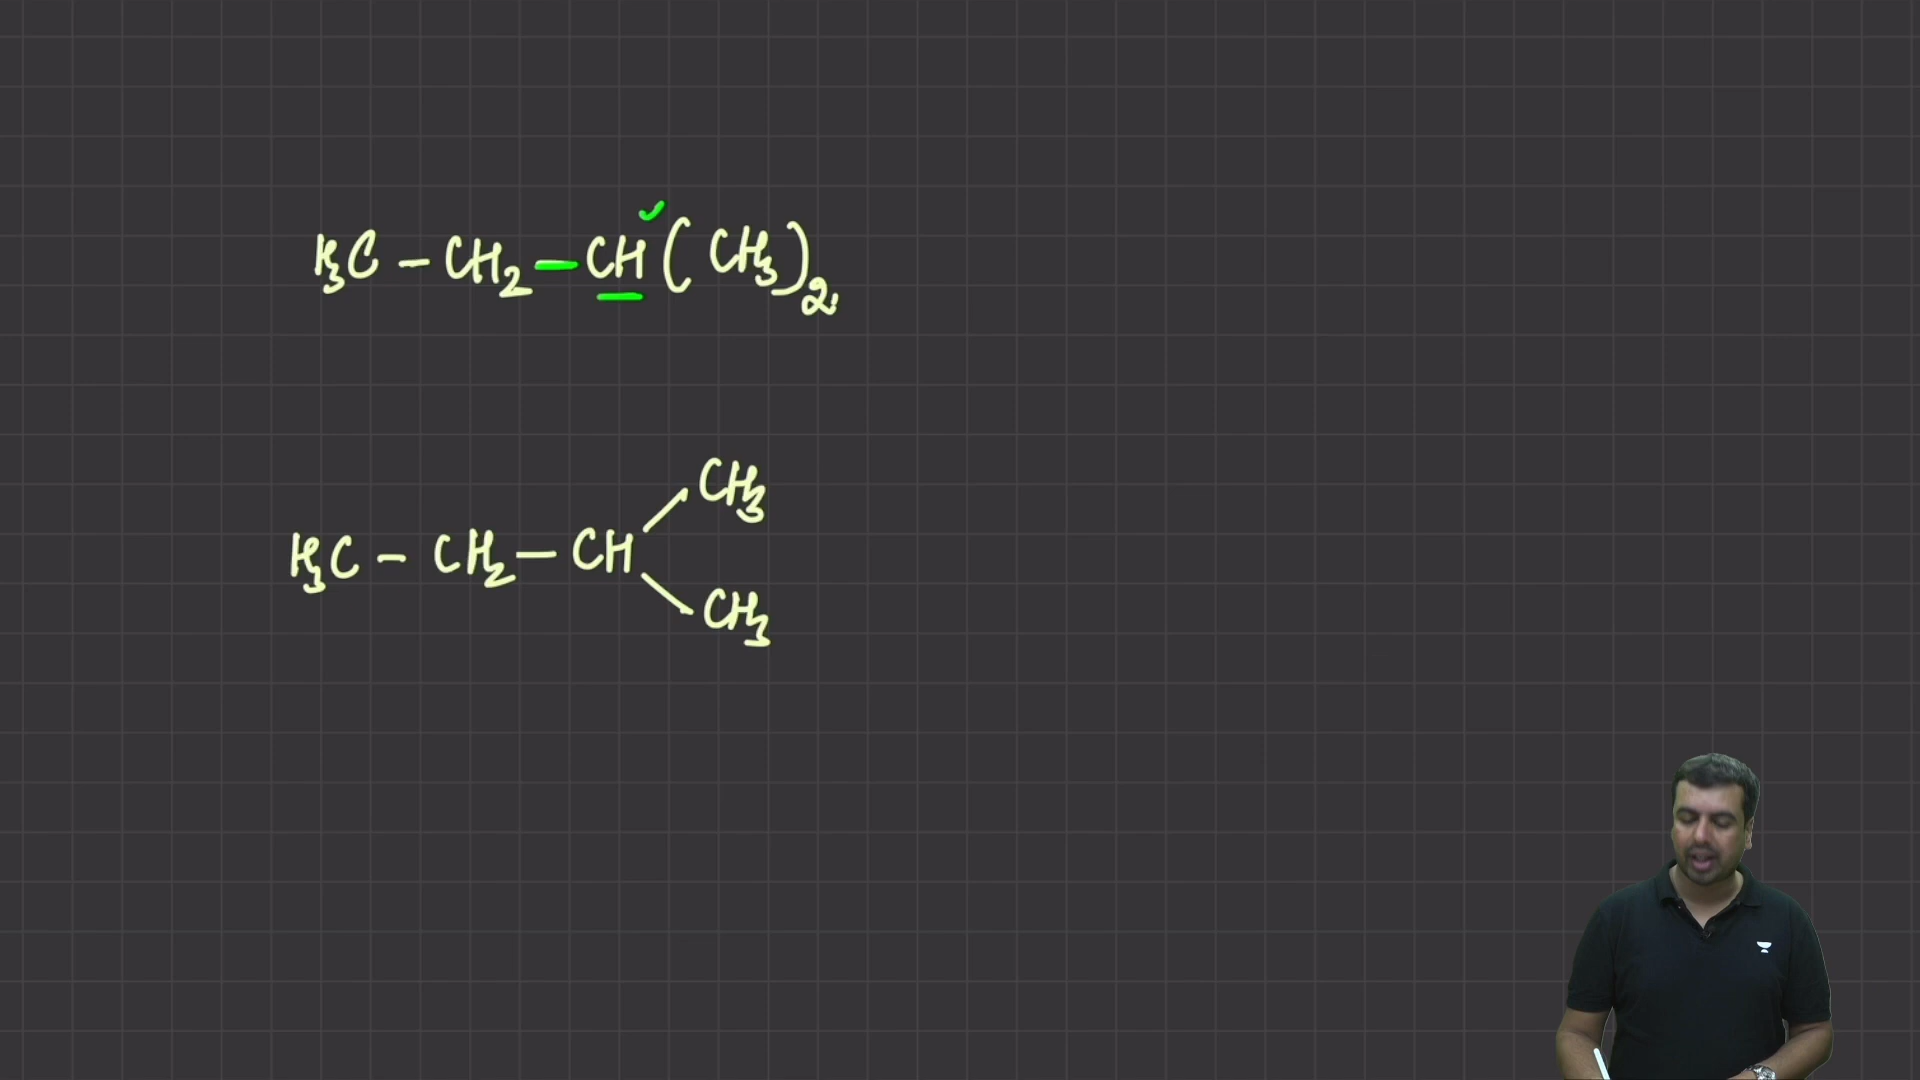 H₃C – CH₂ – CH(CH₃)₂
CH₃
H₃C – CH₂ – CH
CH₃